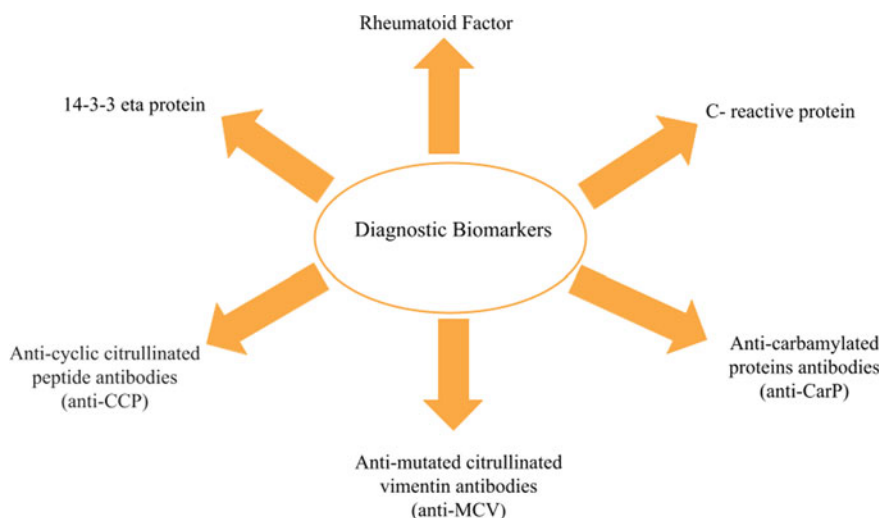 Rheumatoid Factor
14-3-3 eta protein
C- reactive protein
Diagnostic Biomarkers
Anti-cyclic citrullinated
peptide antibodies
(anti-CCP)
Anti-carbamylated
proteins antibodies
(anti-CarP)
Anti-mutated citrullinated
vimentin antibodies
(anti-MCV)